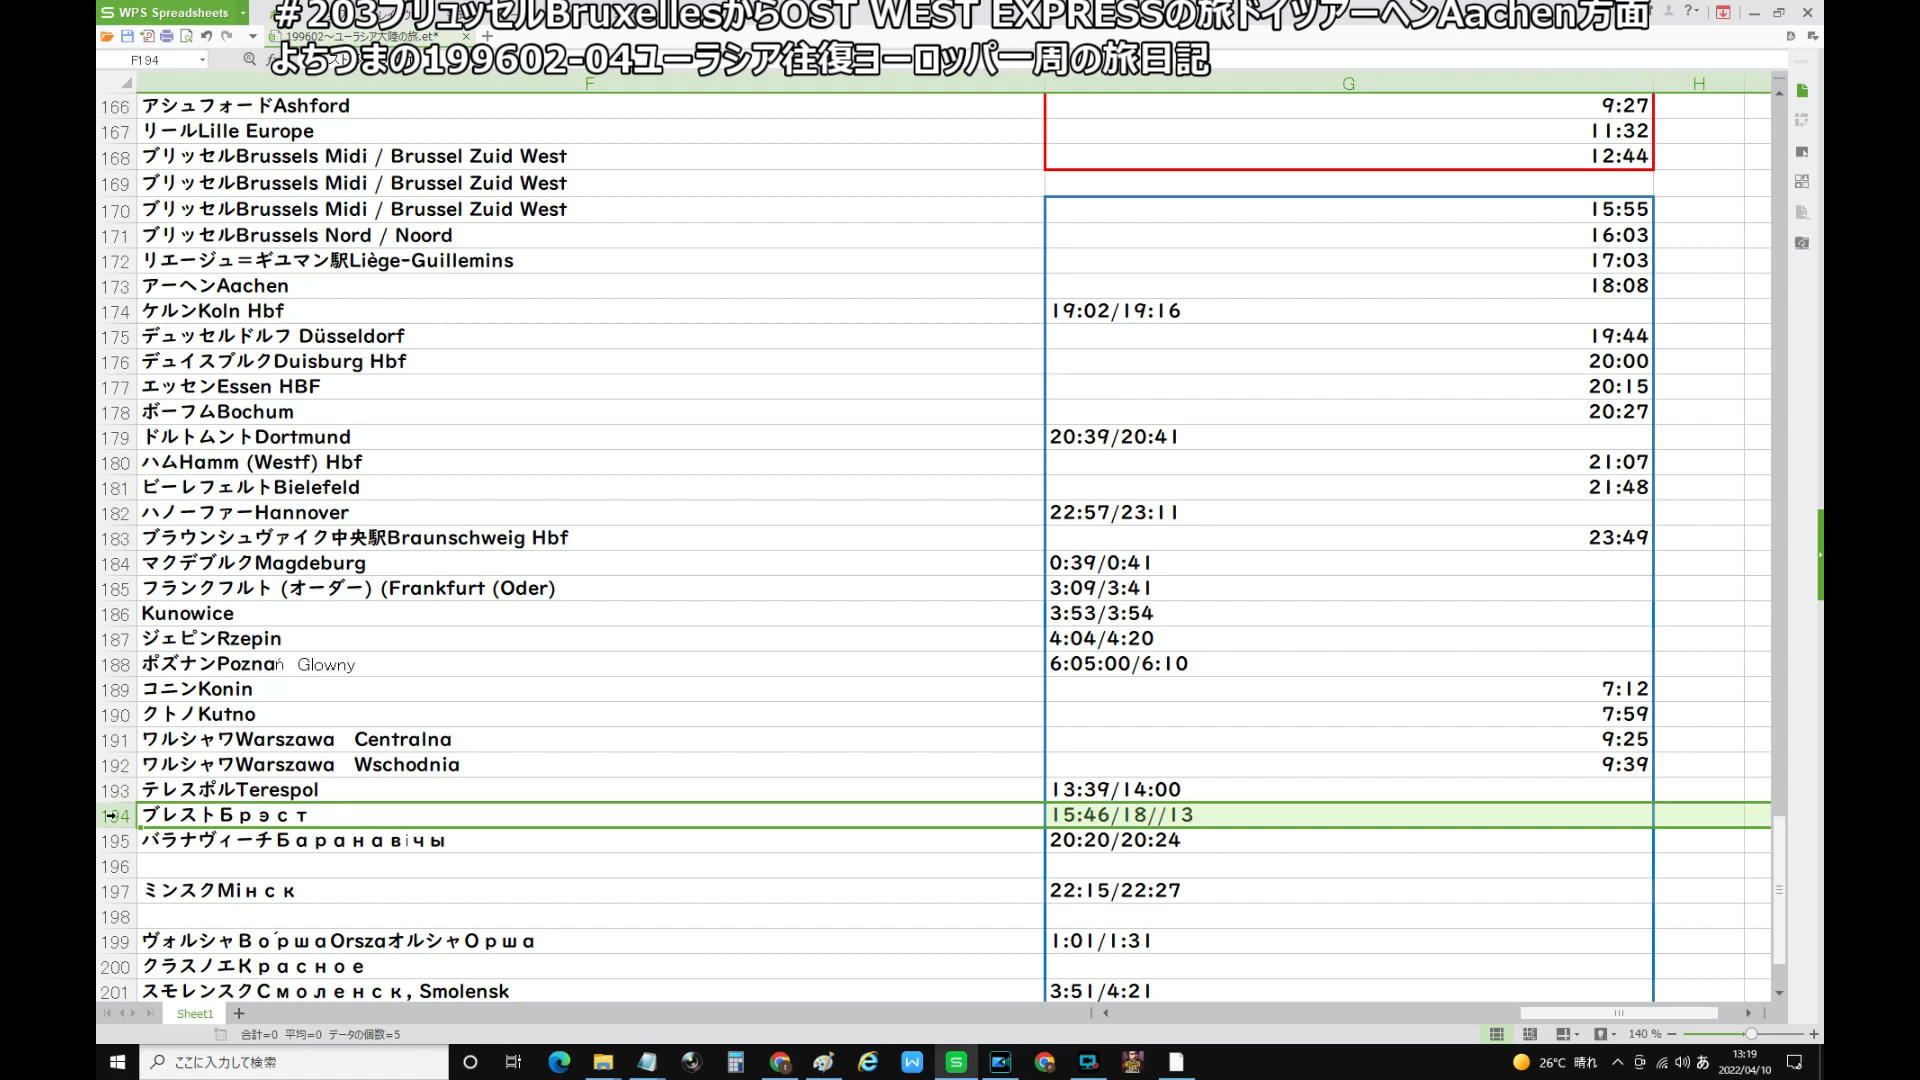 #203ブリュッセルBruxellesからOST WEST EXPRESSの旅ドイツアーヘンAachen方面
よちつまの199602-04ユーラシア往復ヨーロッパ一周の旅日記
WPS Spreadsheets
199602～ユーラシア大陸の旅.et*
F194
F G H
166 アシュフォードAshford 9:27
167 リールLille Europe 11:32
168 ブリッセルBrussels Midi / Brussel Zuid West 12:44
169 ブリッセルBrussels Midi / Brussel Zuid West
170 ブリッセルBrussels Midi / Brussel Zuid West 15:55
171 ブリッセルBrussels Nord / Noord 16:03
172 リエージュ＝ギユマン駅Liège-Guillemins 17:03
173 アーヘンAachen 18:08
174 ケルンKoln Hbf 19:02/19:16
175 デュッセルドルフ Düsseldorf 19:44
176 デュイスブルクDuisburg Hbf 20:00
177 エッセンEssen HBF 20:15
178 ボーフムBochum 20:27
179 ドルトムントDortmund 20:39/20:41
180 ハムHamm (Westf) Hbf 21:07
181 ビーレフェルトBielefeld 21:48
182 ハノーファーHannover 22:57/23:11
183 ブラウンシュヴァイク中央駅Braunschweig Hbf 23:49
184 マクデブルクMagdeburg 0:39/0:41
185 フランクフルト (オーダー) (Frankfurt (Oder) 3:09/3:41
186 Kunowice 3:53/3:54
187 ジェピンRzepin 4:04/4:20
188 ポズナンPoznań Glowny 6:05:00/6:10
189 コニンKonin 7:12
190 クトノKutno 7:59
191 ワルシャワWarszawa Centralna 9:25
192 ワルシャワWarszawa Wschodnia 9:39
193 テレスポルTerespol 13:39/14:00
194 ブレストБрэст 15:46/18//13
195 バラナヴィーチБаранавiчы 20:20/20:24
196
197 ミンスクМiнск 22:15/22:27
198
199 ヴォルシャВо́ршаOrszaオルシャОрша 1:01/1:31
200 クラスノエКрасное
201 スモレンスクСмоленск, Smolensk 3:51/4:21
Sheet1
合計=0 平均=0 データの個数=5
140 %
ここに入力して検索
26°C 晴れ
あ
13:19
2022/04/10